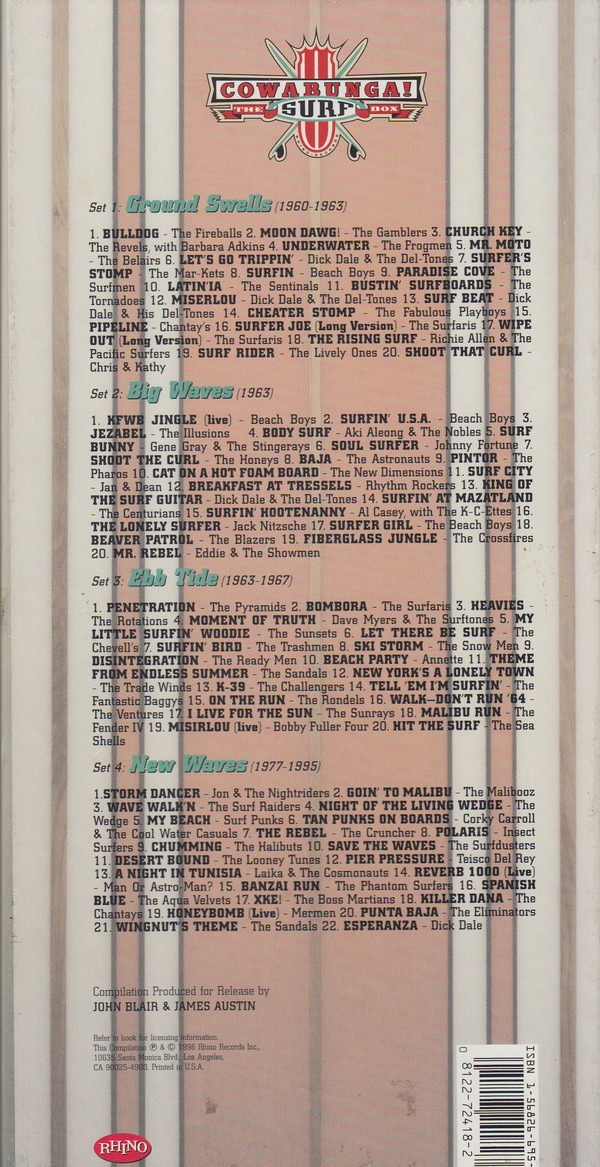 COWABUNGA!
THE SURF BOX
Set 1: Ground Swells (1960-1963)
1. BULLDOG - The Fireballs 2. MOON DAWG! - The Gamblers 3. CHURCH KEY -
The Revels, with Barbara Adkins 4. UNDERWATER - The Frogmen 5. MR. MOTO
- The Belairs 6. LET'S GO TRIPPIN' - Dick Dale & The Del-Tones 7. SURFER'S
STOMP - The Mar-Kets 8. SURFIN - Beach Boys 9. PARADISE COVE - The
Surfmen 10. LATIN'IA - The Sentinals 11. BUSTIN' SURFBOARDS - The
Tornadoes 12. MISERLOU - Dick Dale & The Del-Tones 13. SURF BEAT - Dick
Dale & His Del-Tones 14. CHEATER STOMP - The Fabulous Playboys 15.
PIPELINE - Chantay's 16. SURFER JOE (Long Version) - The Surfaris 17. WIPE
OUT (Long Version) - The Surfaris 18. THE RISING SURF - Richie Allen & The
Pacific Surfers 19. SURF RIDER - The Lively Ones 20. SHOOT THAT CURL -
Chris & Kathy
Set 2: Big Waves (1963)
1. KFWB JINGLE (live) - Beach Boys 2. SURFIN' U.S.A. - Beach Boys 3.
JEZABEL - The Illusions 4. BODY SURF - Aki Aleong & The Nobles 5. SURF
BUNNY - Gene Gray & The Stingerays 6. SOUL SURFER - Johnny Fortune 7.
SHOOT THE CURL - The Honeys 8. BAJA - The Astronauts 9. PINTOR - The
Pharos 10. CAT ON A HOT FOAM BOARD - The New Dimensions 11. SURF CITY
- Jan & Dean 12. BREAKFAST AT TRESSELS - Rhythm Rockers 13. KING OF
THE SURF GUITAR - Dick Dale & The Del-Tones 14. SURFIN' AT MAZATLAND
- The Centurians 15. SURFIN' HOOTENANNY - Al Casey, with The K-C-Ettes 16.
THE LONELY SURFER - Jack Nitzsche 17. SURFER GIRL - The Beach Boys 18.
BEAVER PATROL - The Blazers 19. FIBERGLASS JUNGLE - The Crossfires
20. MR. REBEL - Eddie & The Showmen
Set 3: Ebb Tide (1963-1967)
1. PENETRATION - The Pyramids 2. BOMBORA - The Surfaris 3. HEAVIES -
The Rotations 4. MOMENT OF TRUTH - Dave Myers & The Surftones 5. MY
LITTLE SURFIN' WOODIE - The Sunsets 6. LET THERE BE SURF - The
Chevell's 7. SURFIN' BIRD - The Trashmen 8. SKI STORM - The Snow Men 9.
DISINTEGRATION - The Ready Men 10. BEACH PARTY - Annette 11. THEME
FROM ENDLESS SUMMER - The Sandals 12. NEW YORK'S A LONELY TOWN
- The Trade Winds 13. K-39 - The Challengers 14. TELL 'EM I'M SURFIN' - The
Fantastic Baggys 15. ON THE RUN - The Rondels 16. WALK—DON'T RUN '64 -
The Ventures 17. I LIVE FOR THE SUN - The Sunrays 18. MALIBU RUN - The
Fender IV 19. MISIRLOU (live) - Bobby Fuller Four 20. HIT THE SURF - The Sea
Shells
Set 4: New Waves (1977-1995)
1.STORM DANCER - Jon & The Nightriders 2. GOIN' TO MALIBU - The Malibooz
3. WAVE WALK'N - The Surf Raiders 4. NIGHT OF THE LIVING WEDGE - The
Wedge 5. MY BEACH - Surf Punks 6. TAN PUNKS ON BOARDS - Corky Carroll
& The Cool Water Casuals 7. THE REBEL - The Cruncher 8. POLARIS - Insect
Surfers 9. CHUMMING - The Halibuts 10. SAVE THE WAVES - The Surfdusters
11. DESERT BOUND - The Looney Tunes 12. PIER PRESSURE - Teisco Del Rey
13. A NIGHT IN TUNISIA - Laika & The Cosmonauts 14. REVERB 1000 (Live)
- Man Or Astro-Man? 15. BANZAI RUN - The Phantom Surfers 16. SPANISH
BLUE - The Aqua Velvets 17. XKE! - The Boss Martians 18. KILLER DANA - The
Chantays 19. HONEYBOMB (Live) - Mermen 20. PUNTA BAJA - The Eliminators
21. WINGNUT'S THEME - The Sandals 22. ESPERANZA - Dick Dale
Compilation Produced for Release by
JOHN BLAIR & JAMES AUSTIN
Refer to book for licensing information.
This Compilation ℗ & © 1996 Rhino Records Inc.,
10635 Santa Monica Blvd., Los Angeles,
CA 90025-4900. Printed in U.S.A.
RHINO
0 8122-72418-2
ISBN 1-56826-695